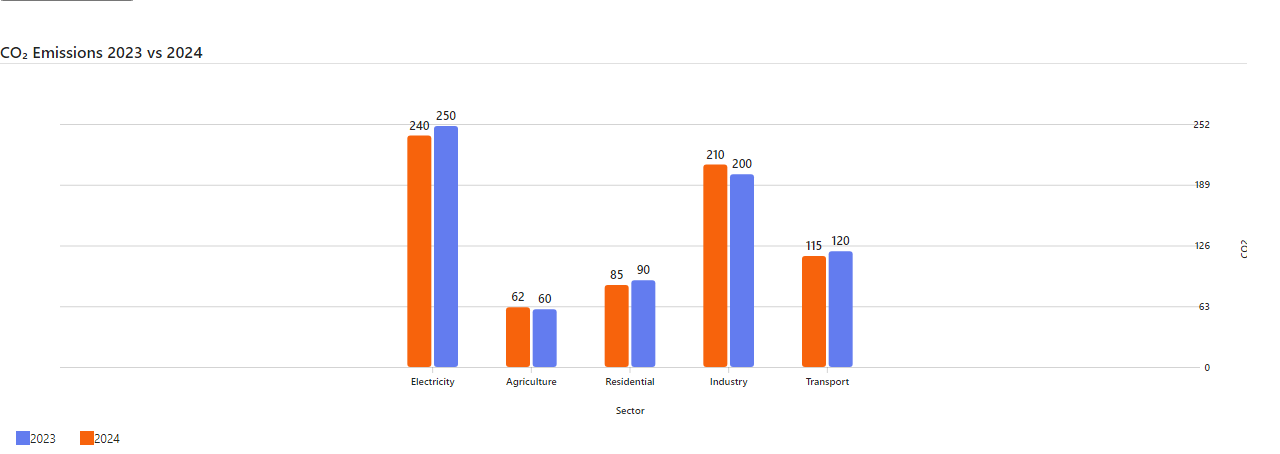 CO₂ Emissions 2023 vs 2024
250
240
252
210
200
189
115
120
126
CO2
85
90
62
60
63
0
Electricity
Agriculture
Residential
Industry
Transport
Sector
2023
2024